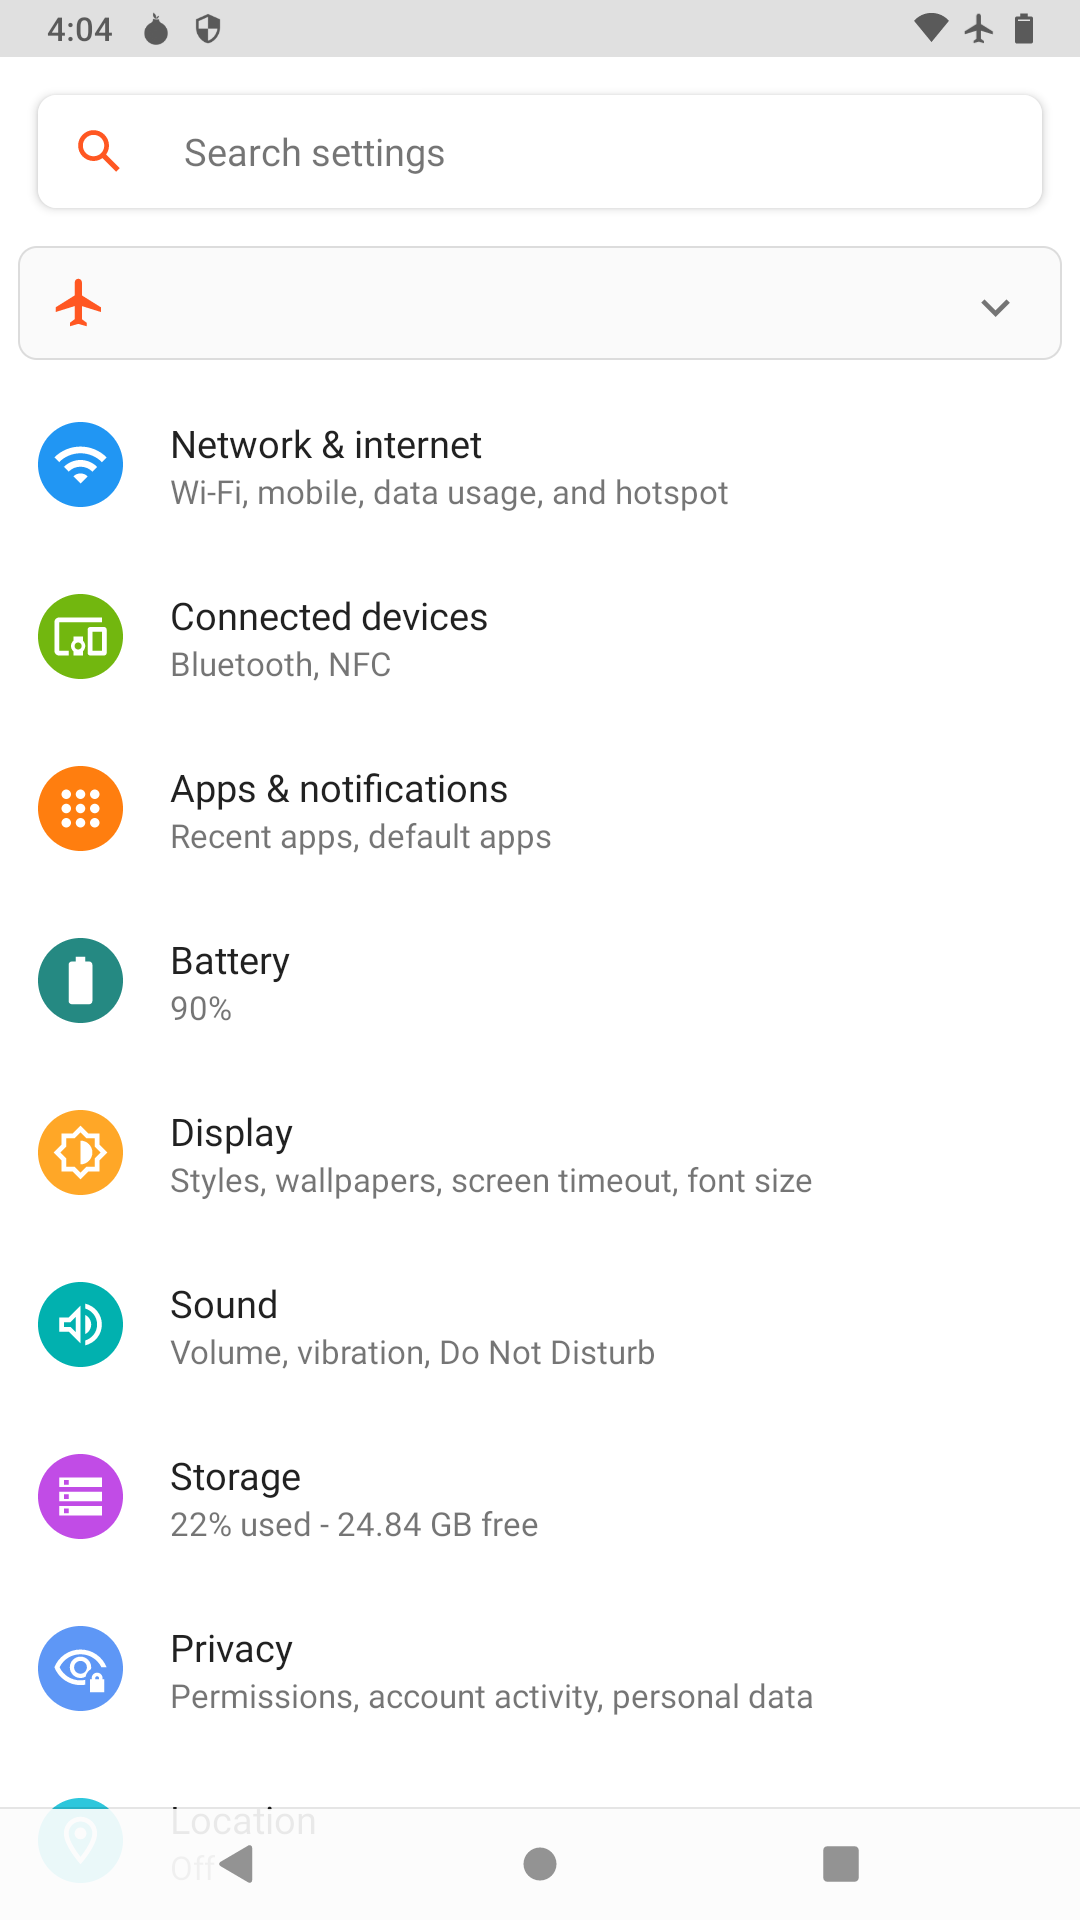 4:04
Search settings
Network & internet
Wi-Fi, mobile, data usage, and hotspot
Connected devices
Bluetooth, NFC
Apps & notifications
Recent apps, default apps
Battery
90%
Display
Styles, wallpapers, screen timeout, font size
Sound
Volume, vibration, Do Not Disturb
Storage
22% used - 24.84 GB free
Privacy
Permissions, account activity, personal data
Location
Off